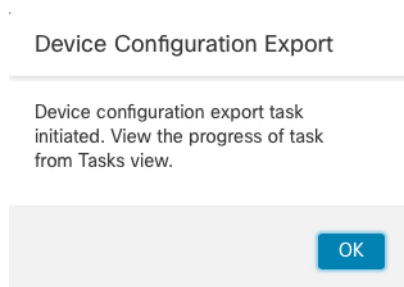 Device Configuration Export
Device configuration export task
initiated. View the progress of task
from Tasks view.
OK